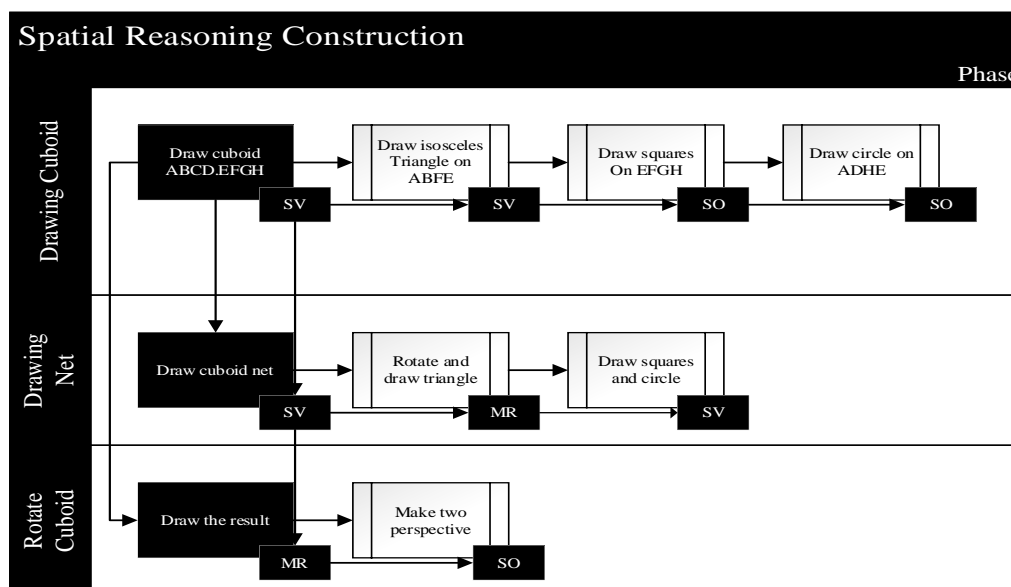 Spatial Reasoning Construction
Phase
Drawing Cuboid
Draw cuboid
ABCD.EFGH
SV
Draw isosceles
Triangle on
ABFE
SV
Draw squares
On EFGH
SO
Draw circle on
ADHE
SO
Drawing
Net
Draw cuboid net
SV
Rotate and
draw triangle
MR
Draw squares
and circle
SV
Rotate
Cuboid
Draw the result
MR
Make two
perspective
SO